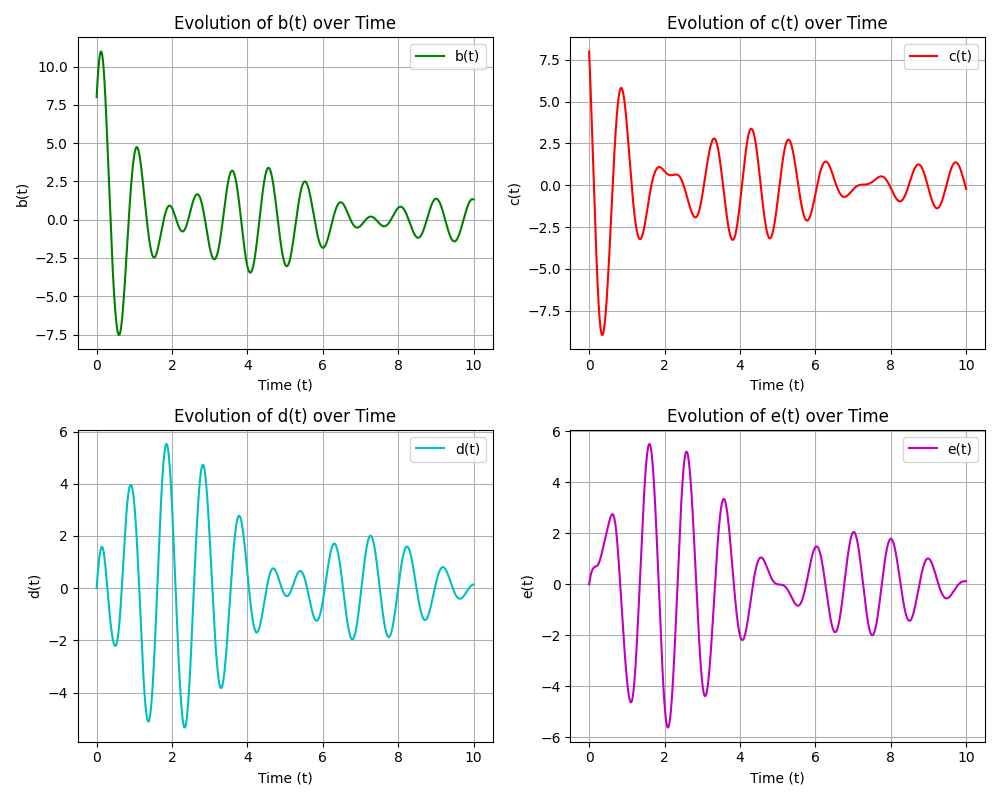 Evolution of b(t) over Time
b(t)
10.0
7.5
5.0
2.5
0.0
−2.5
−5.0
−7.5
b(t)
0 2 4 6 8 10
Time (t)
Evolution of c(t) over Time
c(t)
7.5
5.0
2.5
0.0
−2.5
−5.0
−7.5
c(t)
0 2 4 6 8 10
Time (t)
Evolution of d(t) over Time
d(t)
6
4
2
0
−2
−4
d(t)
0 2 4 6 8 10
Time (t)
Evolution of e(t) over Time
e(t)
6
4
2
0
−2
−4
−6
e(t)
0 2 4 6 8 10
Time (t)